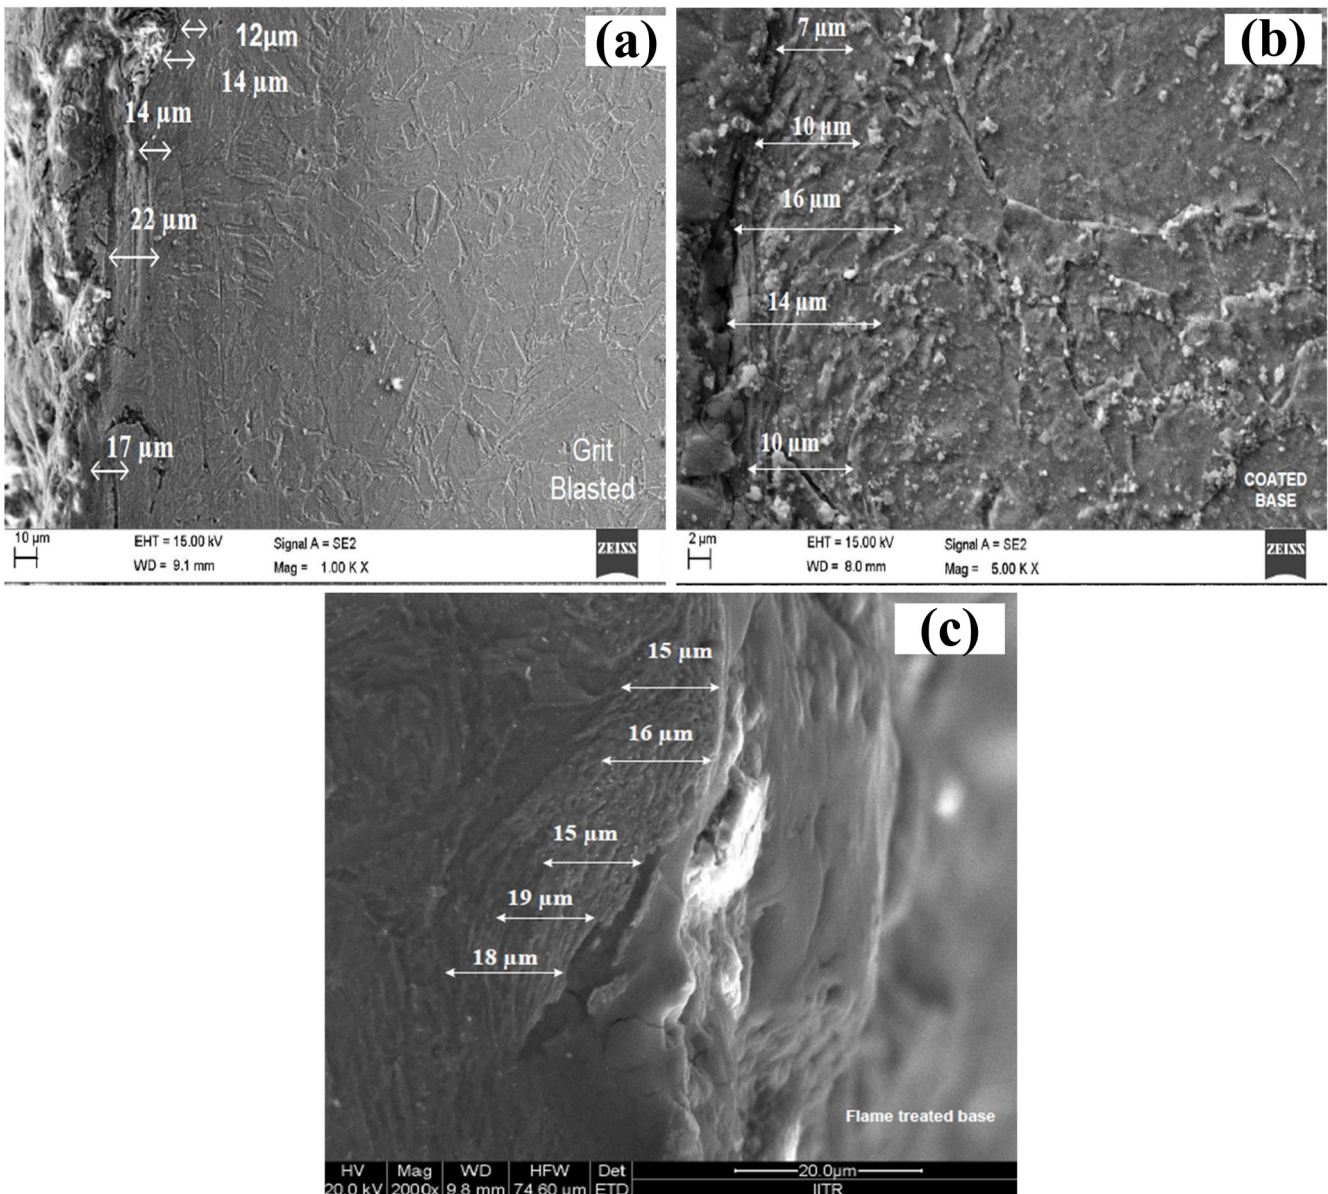 (a)
12µm
14 µm
14 µm
22 µm
17 µm
Grit
Blasted
10 µm
EHT = 15.00 kV
Signal A = SE2
WD = 9.1 mm
Mag = 1.00 K X
ZEISS
(b)
7 µm
10 µm
16 µm
14 µm
10 µm
COATED
BASE
2 µm
EHT = 15.00 kV
Signal A = SE2
WD = 8.0 mm
Mag = 5.00 K X
ZEISS
(c)
15 µm
16 µm
15 µm
19 µm
18 µm
Flame treated base
HV Mag WD HFW Det 20.0µm
20.0 kV 2000x 9.8 mm 74.60 µm ETD IITR